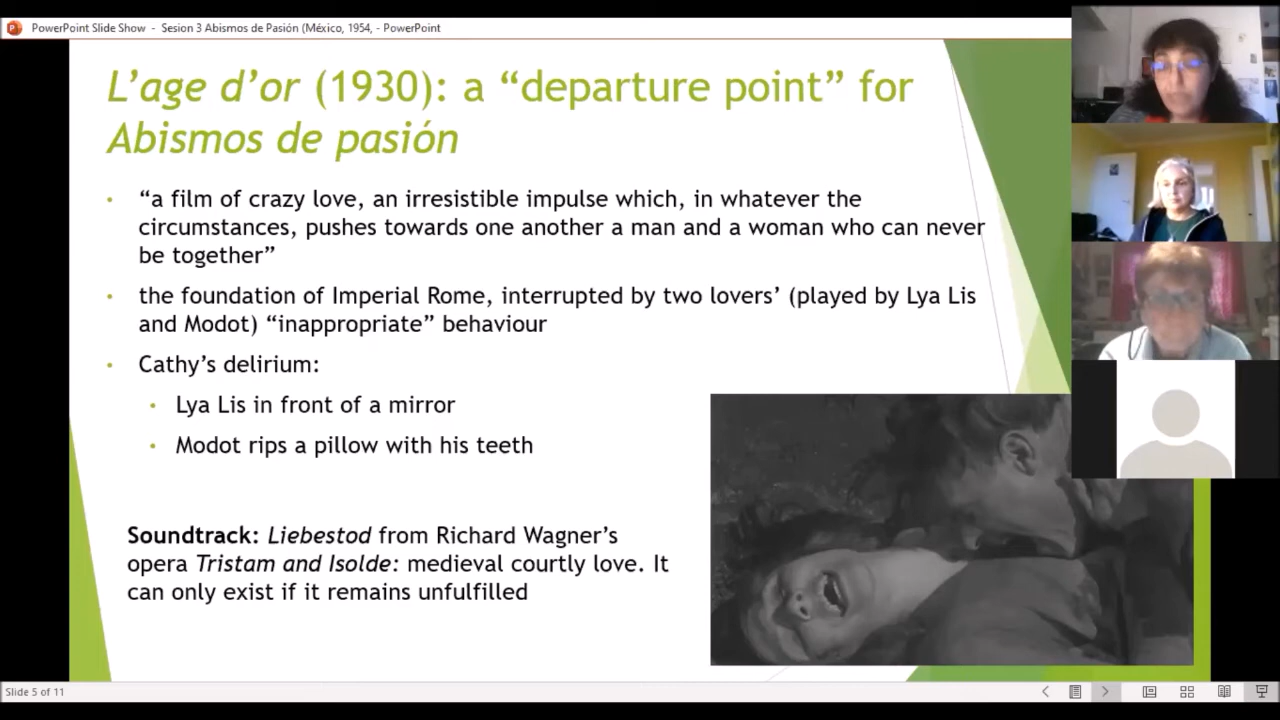 PowerPoint Slide Show - Sesion 3 Abismos de Pasión (México, 1954, - PowerPoint
L’age d’or (1930): a “departure point” for
Abismos de pasión
• “a film of crazy love, an irresistible impulse which, in whatever the
circumstances, pushes towards one another a man and a woman who can never
be together”
• the foundation of Imperial Rome, interrupted by two lovers’ (played by Lya Lis
and Modot) “inappropriate” behaviour
• Cathy’s delirium:
• Lya Lis in front of a mirror
• Modot rips a pillow with his teeth
Soundtrack: Liebestod from Richard Wagner’s
opera Tristam and Isolde: medieval courtly love. It
can only exist if it remains unfulfilled
Slide 5 of 11